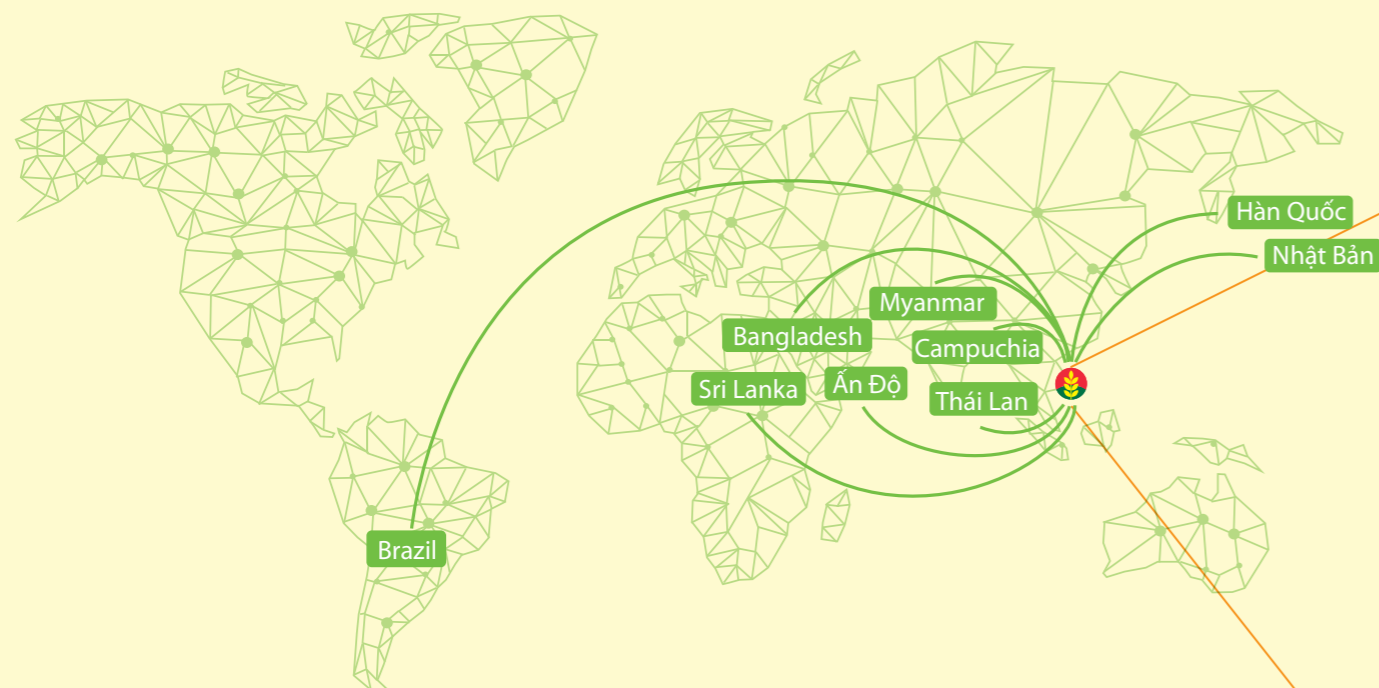 Hàn Quốc
Nhật Bản
Myanmar
Bangladesh
Campuchia
Sri Lanka
Ấn Độ
Thái Lan
Brazil